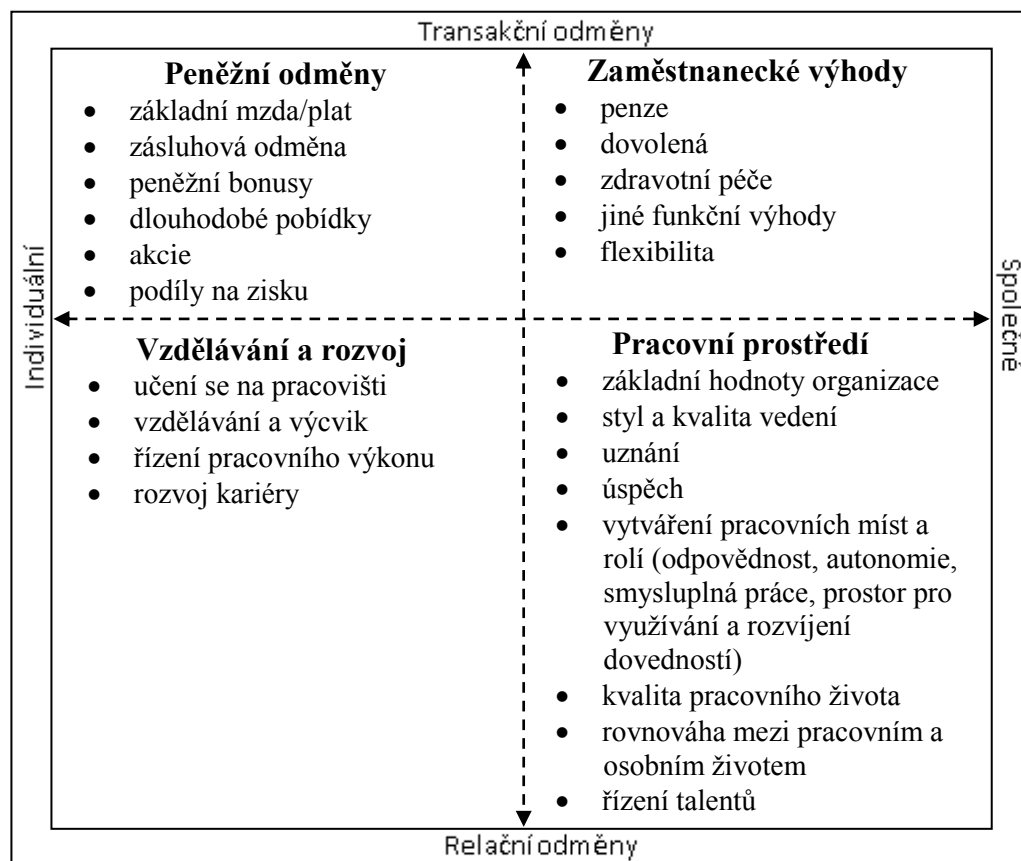 Transakční odměny
Individuální
Peněžní odměny
• základní mzda/plat
• zásluhová odměna
• peněžní bonusy
• dlouhodobé pobídky
• akcie
• podíly na zisku
Zaměstnanecké výhody
• penze
• dovolená
• zdravotní péče
• jiné funkční výhody
• flexibilita
Společné
Vzdělávání a rozvoj
• učení se na pracovišti
• vzdělávání a výcvik
• řízení pracovního výkonu
• rozvoj kariéry
Pracovní prostředí
• základní hodnoty organizace
• styl a kvalita vedení
• uznání
• úspěch
• vytváření pracovních míst a
rolí (odpovědnost, autonomie,
smysluplná práce, prostor pro
využívání a rozvíjení
dovedností)
• kvalita pracovního života
• rovnováha mezi pracovním a
osobním životem
• řízení talentů
Relační odměny